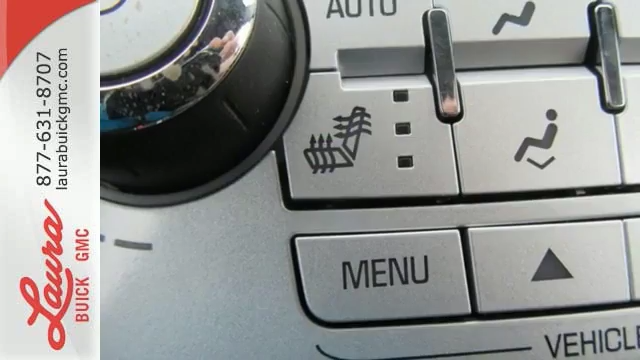 AUTO
MENU
VEHICLE
877-631-8707
laurabuickgmc.com
Laura
BUICK GMC